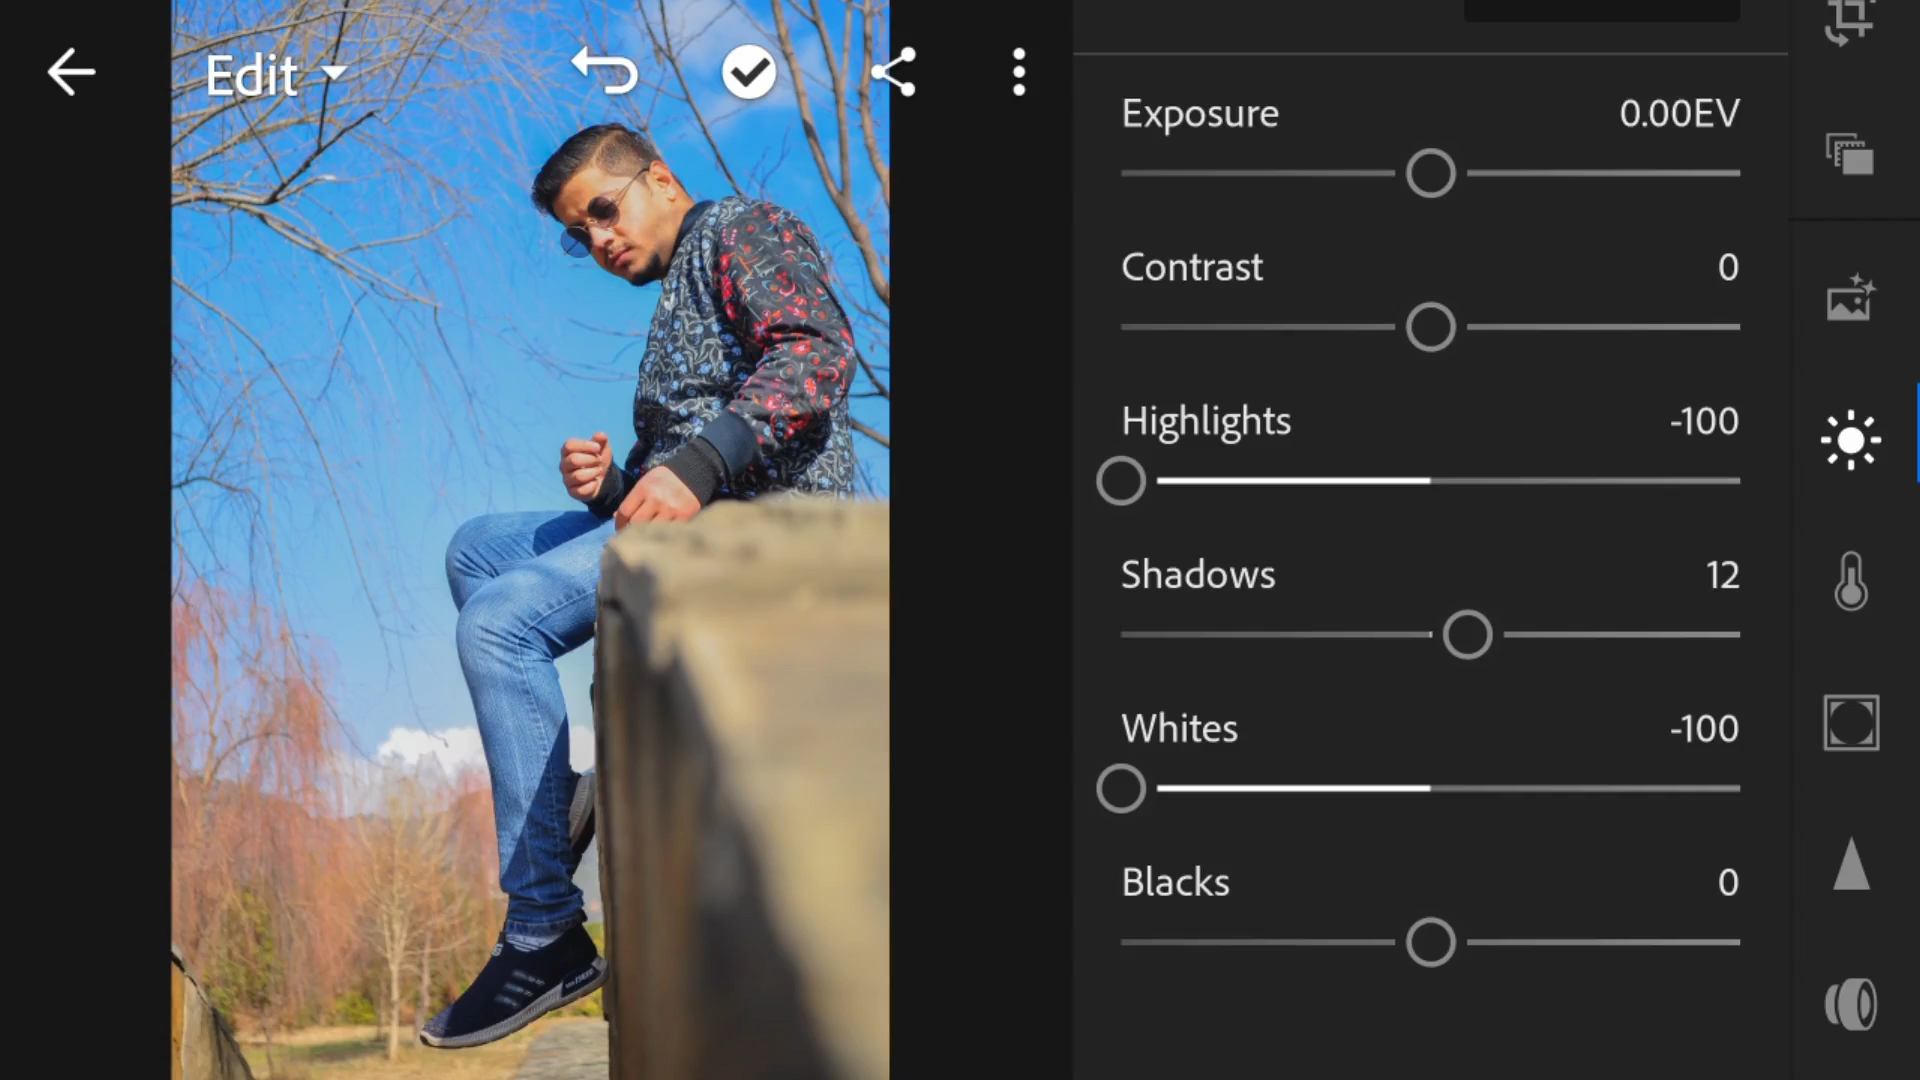 Edit
Exposure 0.00EV
Contrast 0
Highlights -100
Shadows 12
Whites -100
Blacks 0